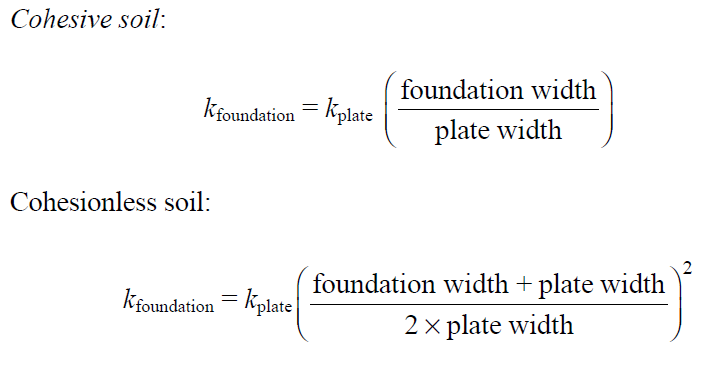 Cohesive soil:
k_foundation = k_plate (foundation width / plate width)
Cohesionless soil:
k_foundation = k_plate (foundation width + plate width / 2 × plate width)²